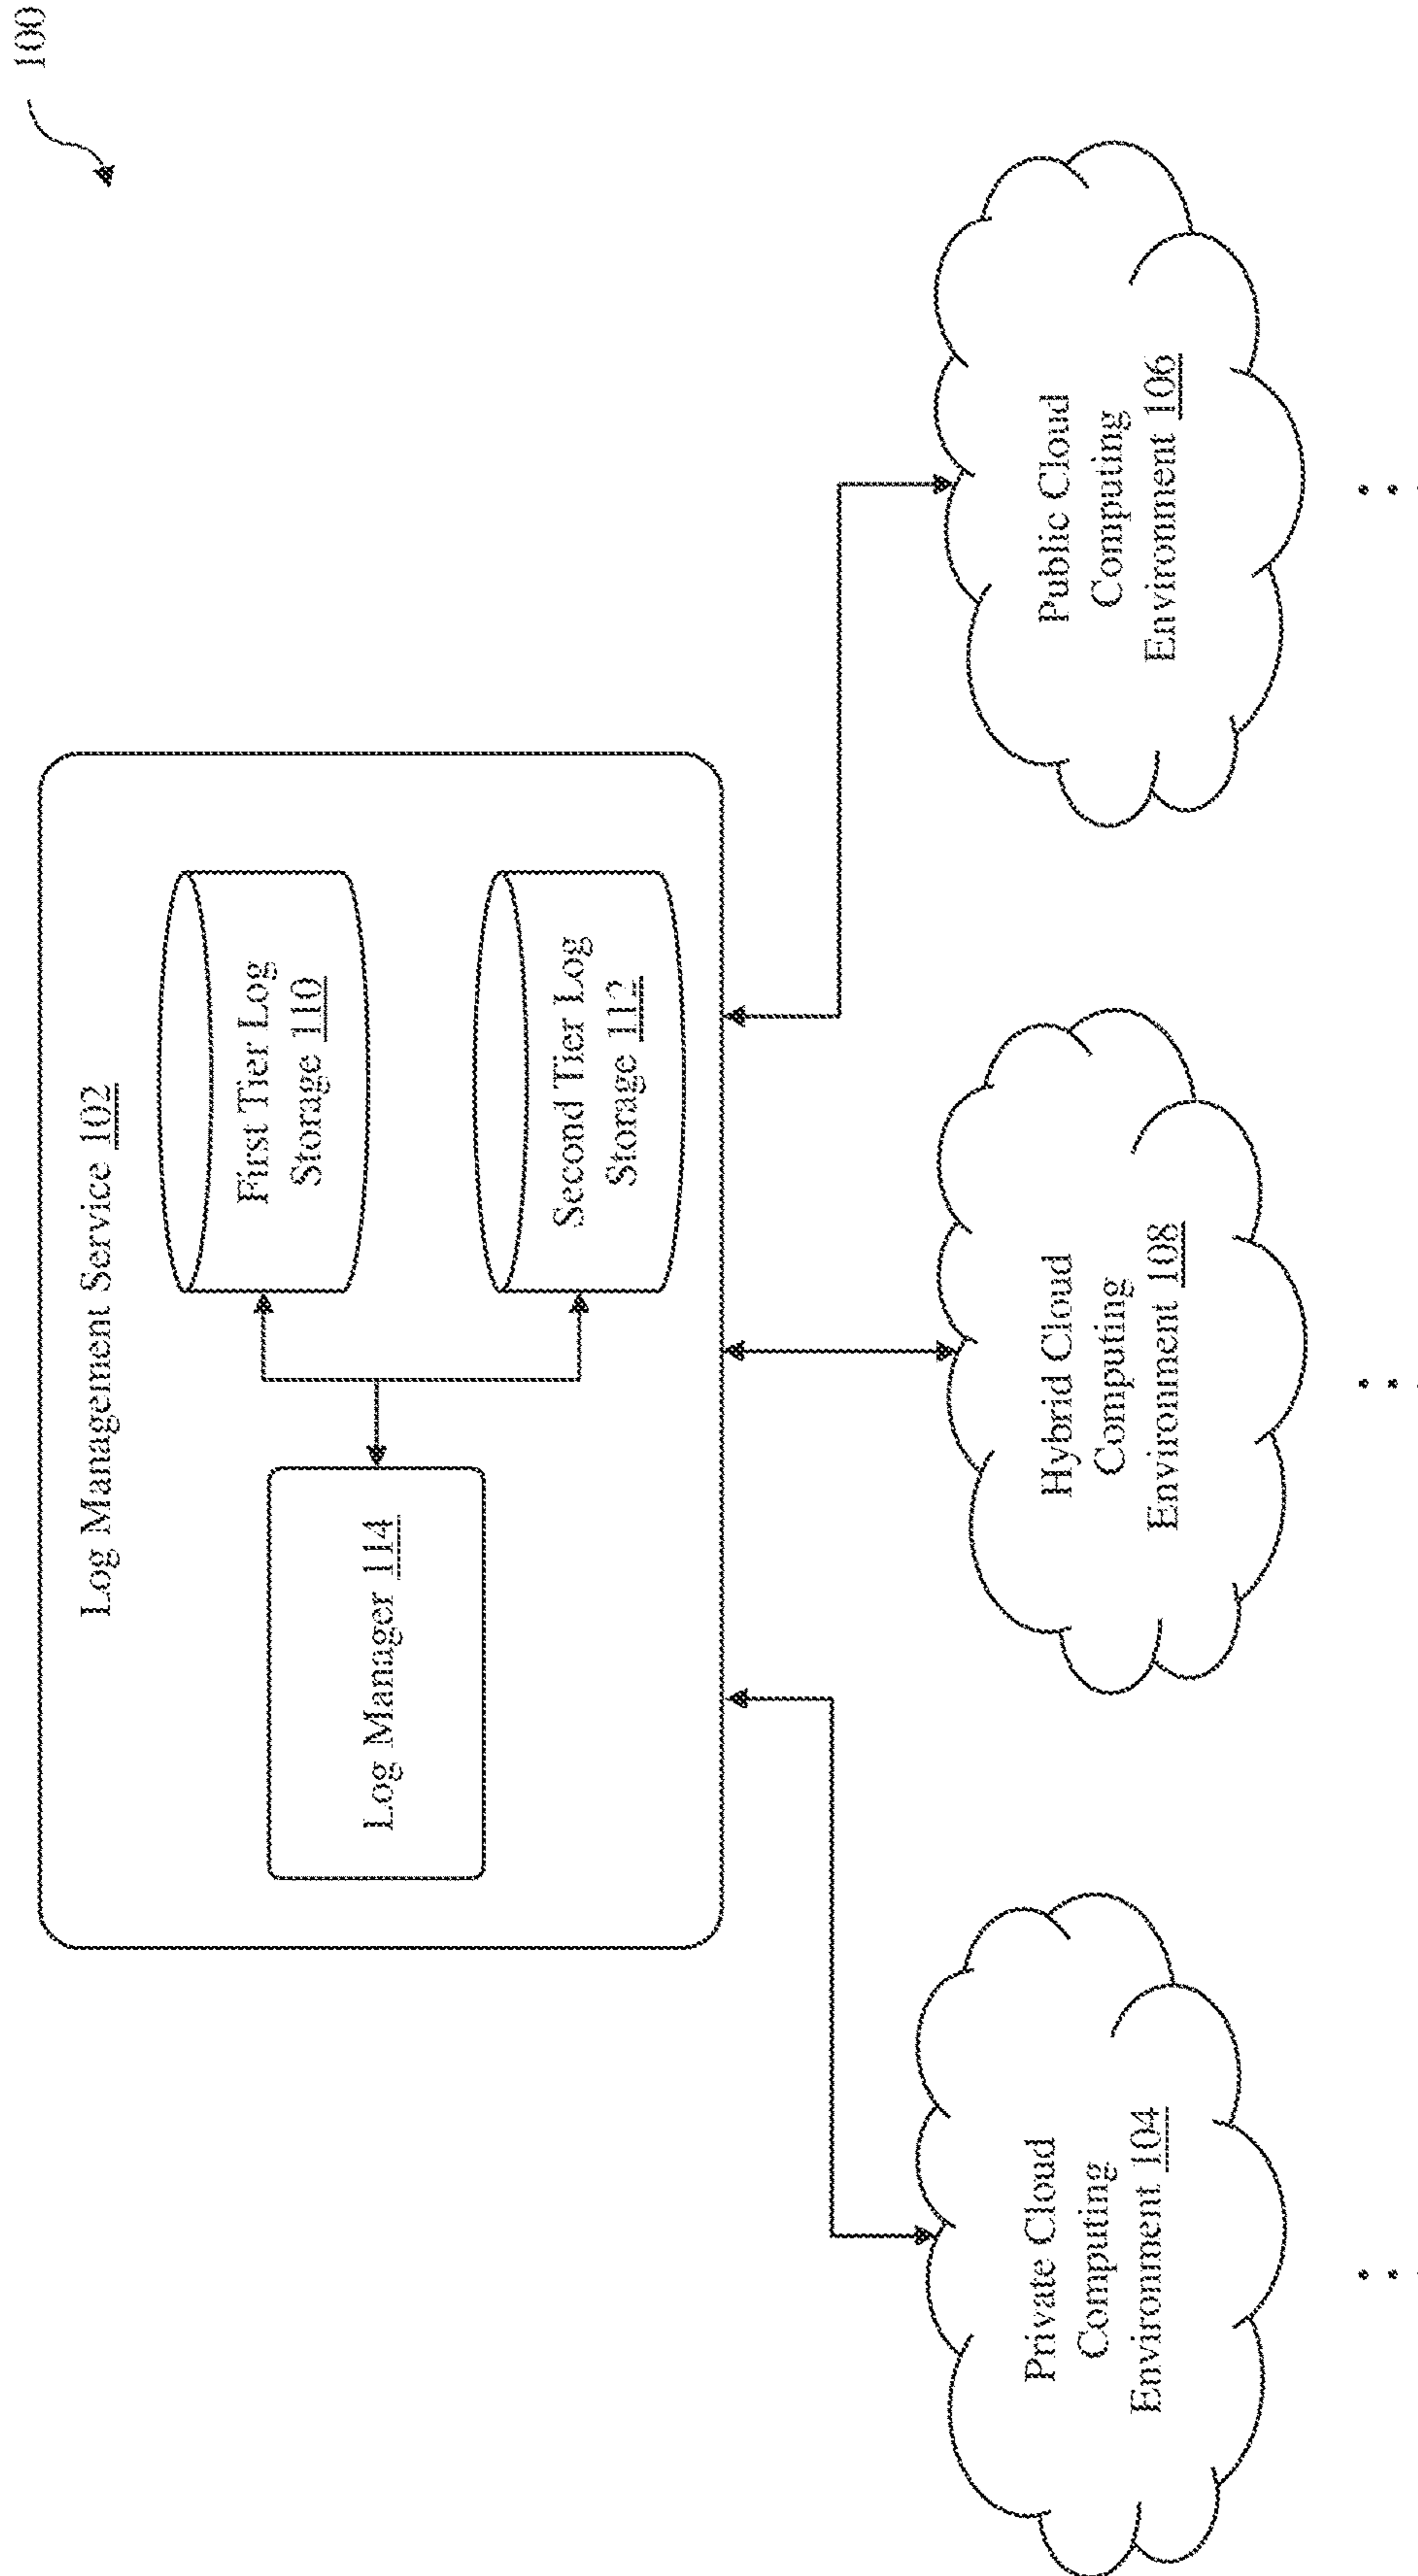 100
Log Management Service 102
Log Manager 114
First Tier Log
Storage 110
Second Tier Log
Storage 112
Private Cloud
Computing
Environment 104
Hybrid Cloud
Computing
Environment 108
Public Cloud
Computing
Environment 106